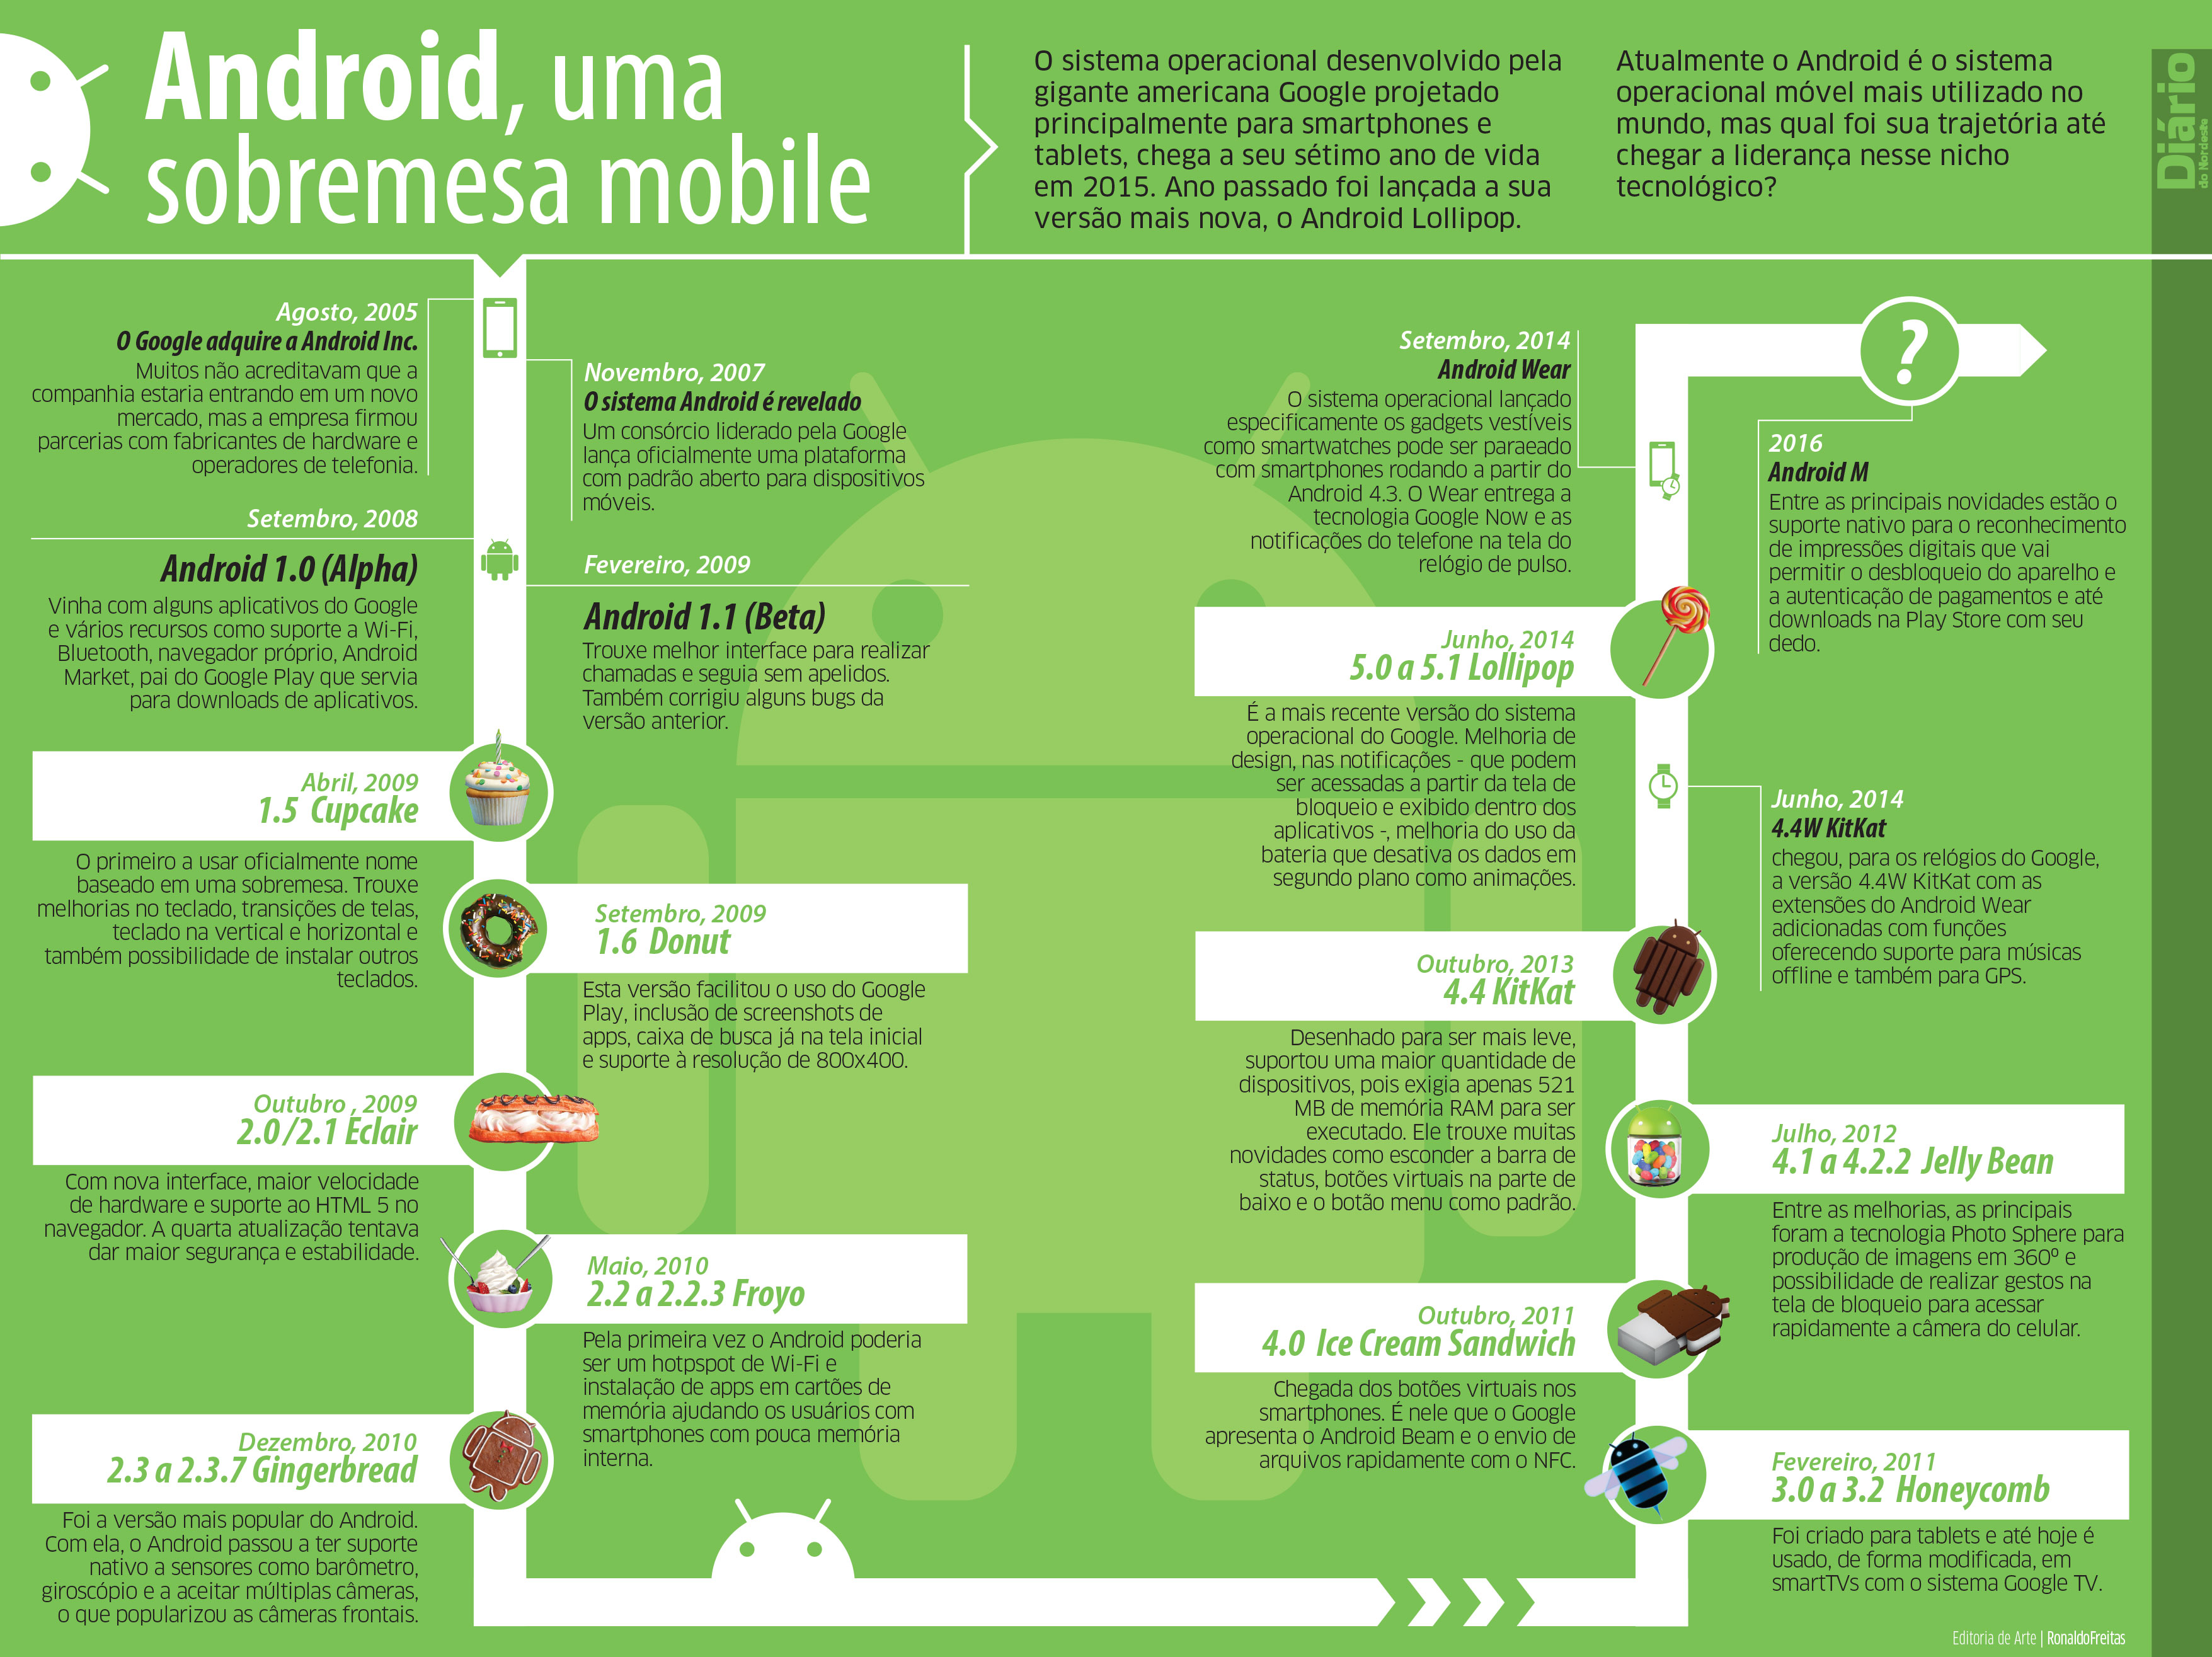 Android, uma
sobremesa mobile
O sistema operacional desenvolvido pela
gigante americana Google projetado
principalmente para smartphones e
tablets, chega a seu sétimo ano de vida
em 2015. Ano passado foi lançada a sua
versão mais nova, o Android Lollipop.
Atualmente o Android é o sistema
operacional móvel mais utilizado no
mundo, mas qual foi sua trajetória até
chegar a liderança nesse nicho
tecnológico?
Diário
do Nordeste
Agosto, 2005
O Google adquire a Android Inc.
Muitos não acreditavam que a
companhia estaria entrando em um novo
mercado, mas a empresa firmou
parcerias com fabricantes de hardware e
operadores de telefonia.
Novembro, 2007
O sistema Android é revelado
Um consórcio liderado pela Google
lança oficialmente uma plataforma
com padrão aberto para dispositivos
móveis.
Setembro, 2008
Android 1.0 (Alpha)
Vinha com alguns aplicativos do Google
e vários recursos como suporte a Wi-Fi,
Bluetooth, navegador próprio, Android
Market, pai do Google Play que servia
para downloads de aplicativos.
Fevereiro, 2009
Android 1.1 (Beta)
Trouxe melhor interface para realizar
chamadas e seguia sem apelidos.
Também corrigiu alguns bugs da
versão anterior.
Abril, 2009
1.5 Cupcake
O primeiro a usar oficialmente nome
baseado em uma sobremesa. Trouxe
melhorias no teclado, transições de telas,
teclado na vertical e horizontal e
também possibilidade de instalar outros
teclados.
Setembro, 2009
1.6 Donut
Esta versão facilitou o uso do Google
Play, inclusão de screenshots de
apps, caixa de busca já na tela inicial
e suporte à resolução de 800x400.
Outubro , 2009
2.0/2.1 Eclair
Com nova interface, maior velocidade
de hardware e suporte ao HTML 5 no
navegador. A quarta atualização tentava
dar maior segurança e estabilidade.
Maio, 2010
2.2 a 2.2.3 Froyo
Pela primeira vez o Android poderia
ser um hotpspot de Wi-Fi e
instalação de apps em cartões de
memória ajudando os usuários com
smartphones com pouca memória
interna.
Dezembro, 2010
2.3 a 2.3.7 Gingerbread
Foi a versão mais popular do Android.
Com ela, o Android passou a ter suporte
nativo a sensores como barômetro,
giroscópio e a aceitar múltiplas câmeras,
o que popularizou as câmeras frontais.
Setembro, 2014
Android Wear
O sistema operacional lançado
especificamente os gadgets vestíveis
como smartwatches pode ser paraeado
com smartphones rodando a partir do
Android 4.3. O Wear entrega a
tecnologia Google Now e as
notificações do telefone na tela do
relógio de pulso.
?
2016
Android M
Entre as principais novidades estão o
suporte nativo para o reconhecimento
de impressões digitais que vai
permitir o desbloqueio do aparelho e
a autenticação de pagamentos e até
downloads na Play Store com seu
dedo.
Junho, 2014
5.0 a 5.1 Lollipop
É a mais recente versão do sistema
operacional do Google. Melhoria de
design, nas notificações - que podem
ser acessadas a partir da tela de
bloqueio e exibido dentro dos
aplicativos -, melhoria do uso da
bateria que desativa os dados em
segundo plano como animações.
Junho, 2014
4.4W KitKat
chegou, para os relógios do Google,
a versão 4.4W KitKat com as
extensões do Android Wear
adicionadas com funções
oferecendo suporte para músicas
offline e também para GPS.
Outubro, 2013
4.4 KitKat
Desenhado para ser mais leve,
suportou uma maior quantidade de
dispositivos, pois exigia apenas 521
MB de memória RAM para ser
executado. Ele trouxe muitas
novidades como esconder a barra de
status, botões virtuais na parte de
baixo e o botão menu como padrão.
Julho, 2012
4.1 a 4.2.2 Jelly Bean
Entre as melhorias, as principais
foram a tecnologia Photo Sphere para
produção de imagens em 360º e
possibilidade de realizar gestos na
tela de bloqueio para acessar
rapidamente a câmera do celular.
Outubro, 2011
4.0 Ice Cream Sandwich
Chegada dos botões virtuais nos
smartphones. É nele que o Google
apresenta o Android Beam e o envio de
arquivos rapidamente com o NFC.
Fevereiro, 2011
3.0 a 3.2 Honeycomb
Foi criado para tablets e até hoje é
usado, de forma modificada, em
smartTVs com o sistema Google TV.
Editoria de Arte | RonaldoFreitas